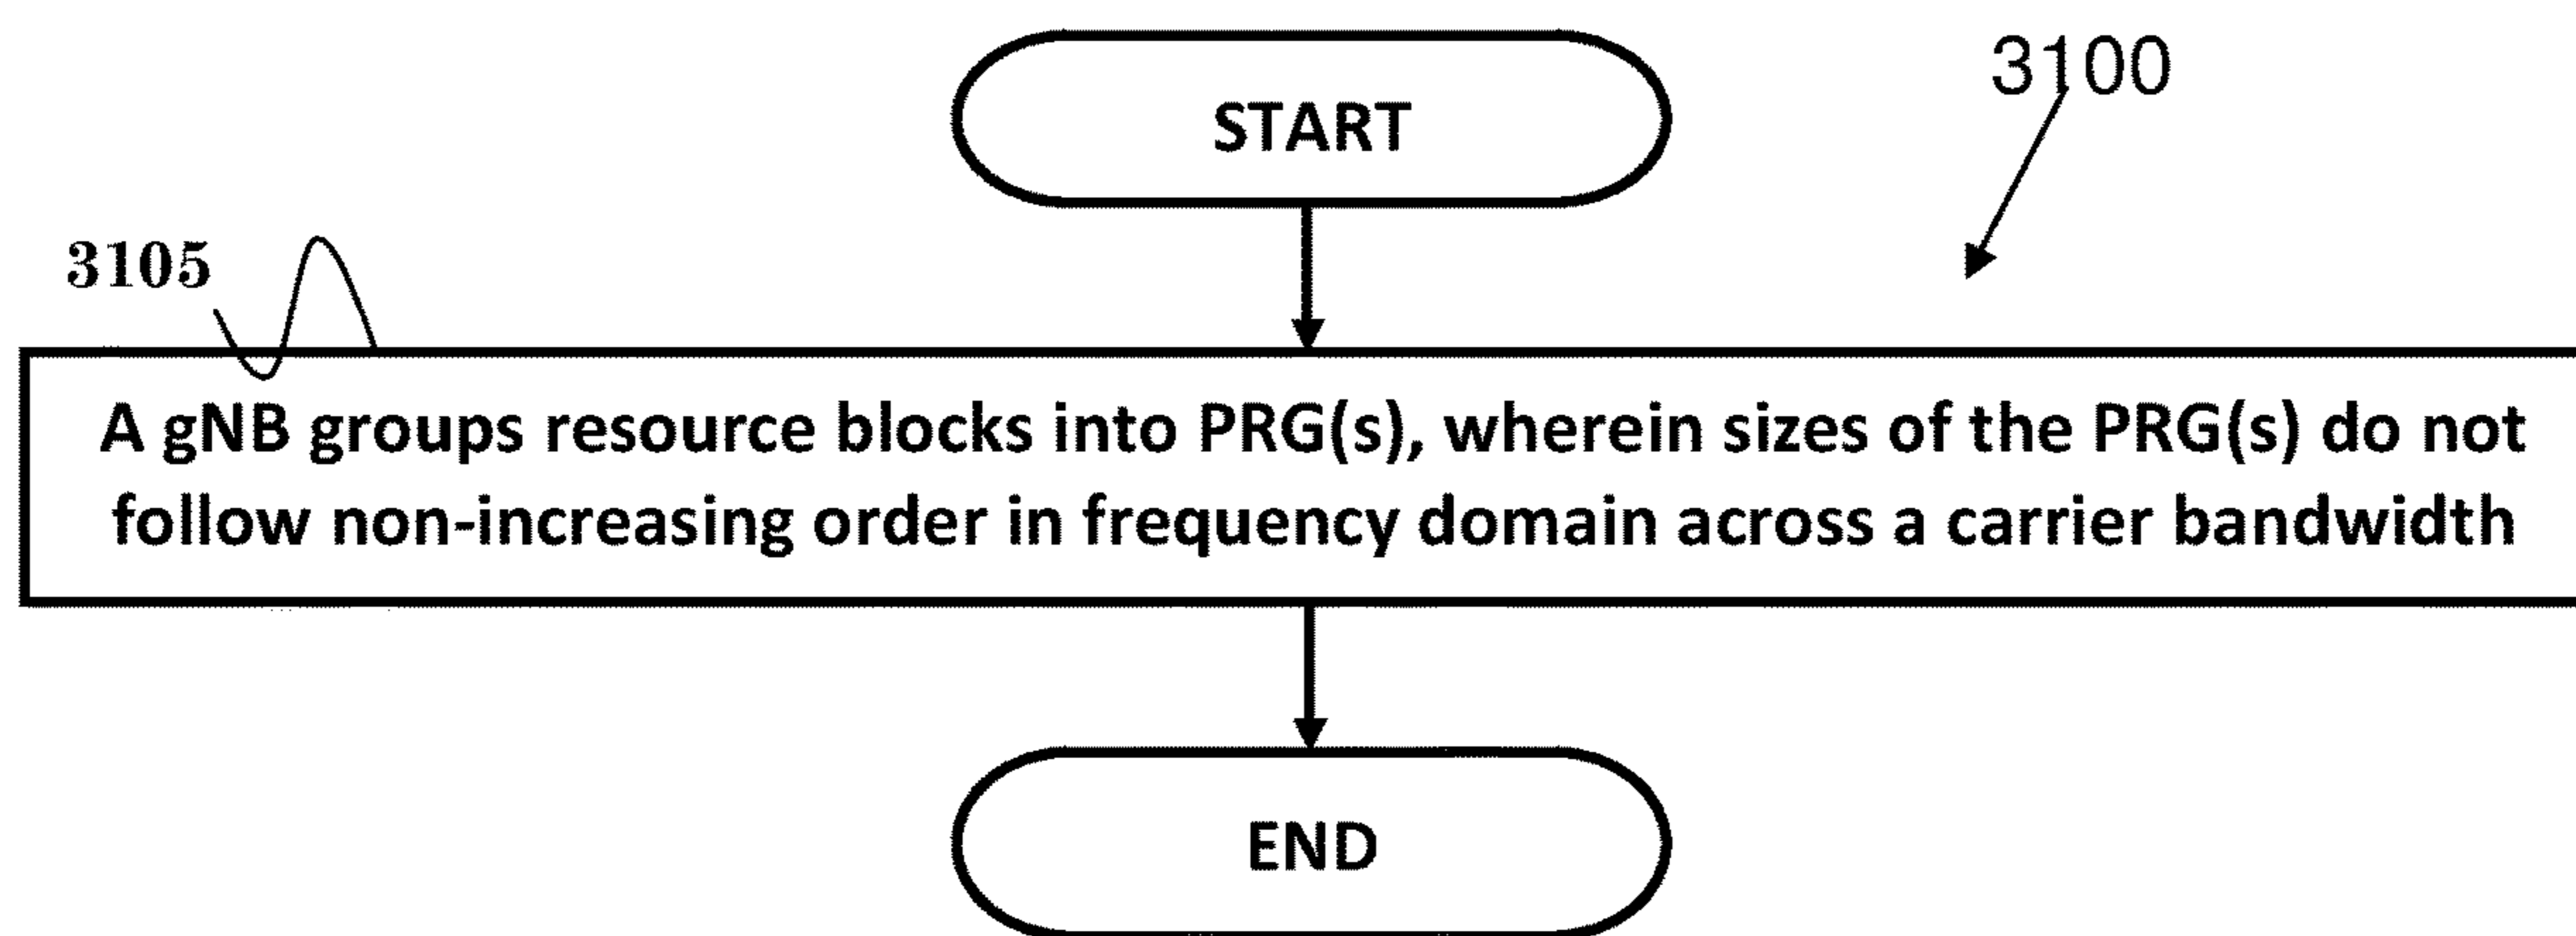 START
3100
3105
A gNB groups resource blocks into PRG(s), wherein sizes of the PRG(s) do not
follow non-increasing order in frequency domain across a carrier bandwidth
END